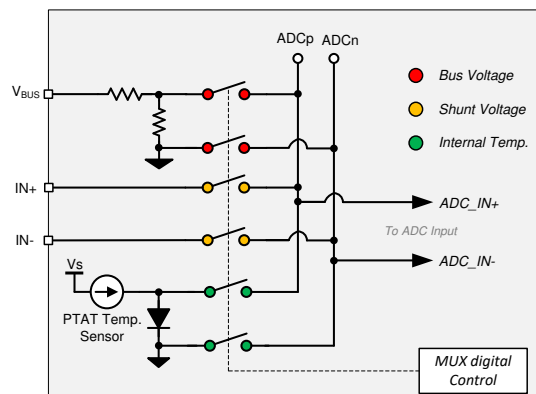 ADCp ADCn
VBUS
Bus Voltage
Shunt Voltage
Internal Temp.
IN+
ADC_IN+
To ADC Input
IN-
ADC_IN-
Vs
PTAT Temp.
Sensor
MUX digital
Control